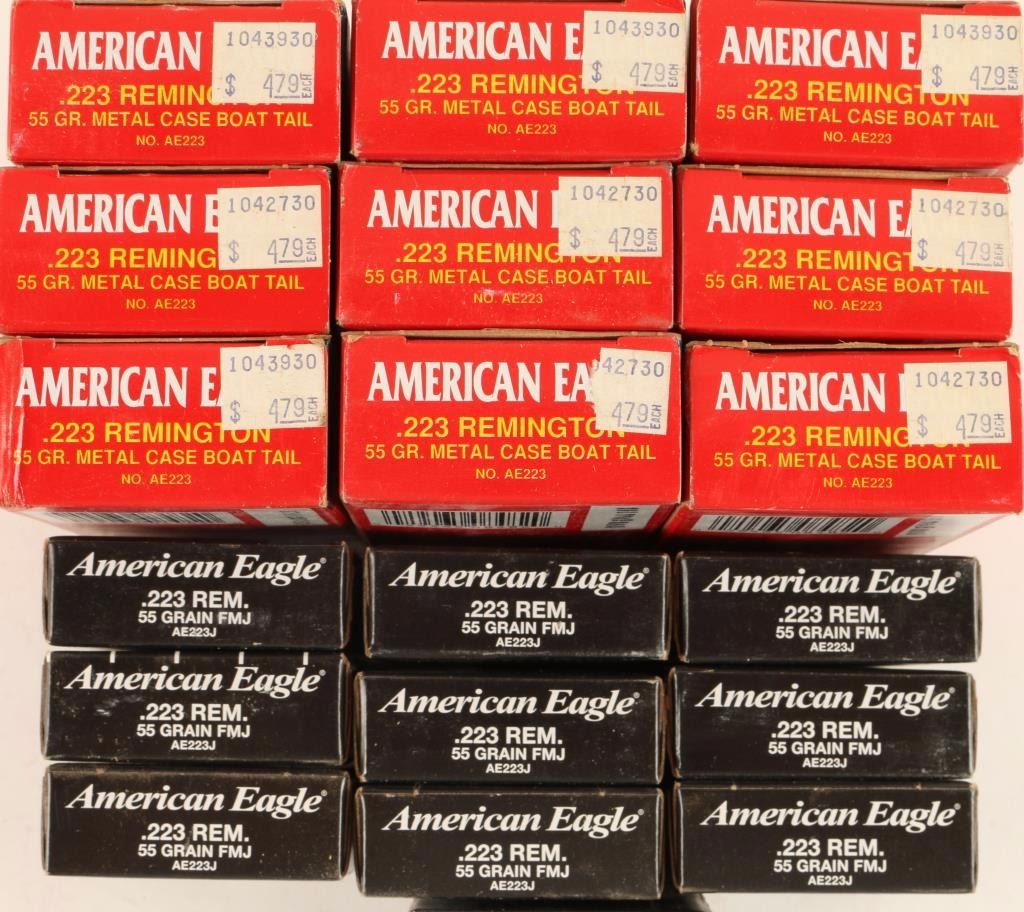 AMERICAN
1043930
$ 479 EACH
.223 REMINGTON
55 GR. METAL CASE BOAT TAIL
NO. AE223
AMERICAN
1043930
$ 479 EACH
.223 REMINGTON
55 GR. METAL CASE BOAT TAIL
NO. AE223
AMERICAN
1043930
$ 479 EACH
.223 REMINGTON
55 GR. METAL CASE BOAT TAIL
NO. AE223
AMERICAN
1042730
$ 479 EACH
.223 REMING
55 GR. METAL CASE BOAT TAIL
NO. AE223
AMERICAN
1042730
$ 479 EACH
.223 REMINGTON
55 GR. METAL CASE BOAT TAIL
NO. AE223
AMERICAN EA
1042730
$ 479 EACH
.223 REMINGTON
55 GR. METAL CASE BOAT TAIL
NO. AE223
AMERICAN EA
1043930
$ 479 EACH
.223 REMINGTON
55 GR. METAL CASE BOAT TAIL
NO. AE223
AMERICAN EA
42730
479 EACH
.223 REMINGTON
55 GR. METAL CASE BOAT TAIL
NO. AE223
AMERICAN
1042730
$ 479 EACH
.223 REMINGTON
55 GR. METAL CASE BOAT TAIL
NO. AE223
American Eagle®
.223 REM.
55 GRAIN FMJ
AE223J
American Eagle®
.223 REM.
55 GRAIN FMJ
AE223J
American Eagle®
.223 REM.
55 GRAIN FMJ
AE223J
American Eagle®
.223 REM.
55 GRAIN FMJ
AE223J
American Eagle®
.223 REM.
55 GRAIN FMJ
AE223J
American Eagle®
.223 REM.
55 GRAIN FMJ
AE223J
American Eagle®
.223 REM.
55 GRAIN FMJ
AE223J
American Eagle®
.223 REM.
55 GRAIN FMJ
AE223J
American Eagle®
.223 REM.
55 GRAIN FMJ
AE223J